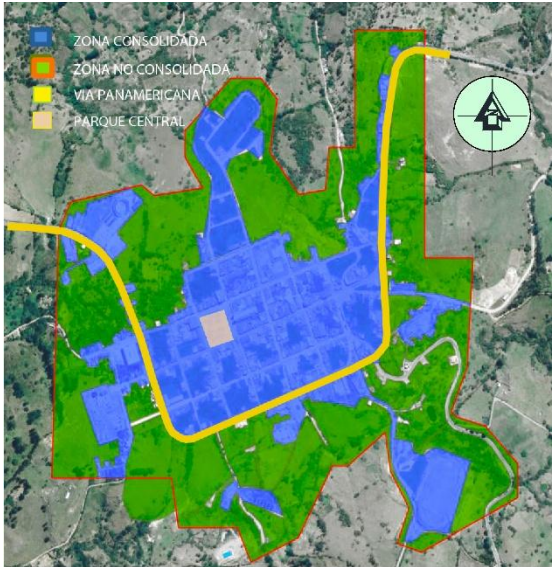 ZONA CONSOLIDADA
ZONA NO CONSOLIDADA
VIA PANAMERICANA
PARQUE CENTRAL